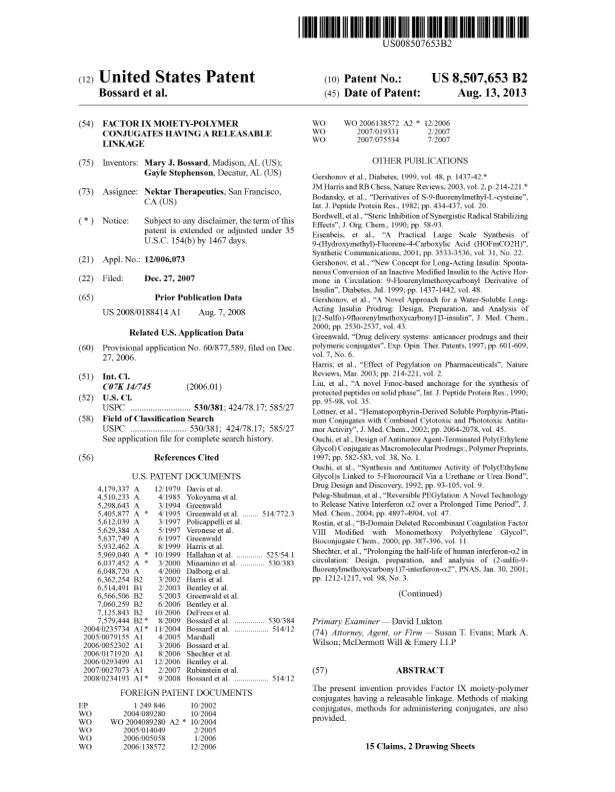 US008507653B2
(12) United States Patent
Bossard et al.
(10) Patent No.: US 8,507,653 B2
(45) Date of Patent: Aug. 13, 2013
(54) FACTOR IX MOIETY-POLYMER
CONJUGATES HAVING A RELEASABLE
LINKAGE
(75) Inventors: Mary J. Bossard, Madison, AL (US);
Gayle Stephenson, Decatur, AL (US)
(73) Assignee: Nektar Therapeutics, San Francisco,
CA (US)
( * ) Notice: Subject to any disclaimer, the term of this
patent is extended or adjusted under 35
U.S.C. 154(b) by 1467 days.
(21) Appl. No.: 12/006,073
(22) Filed: Dec. 27, 2007
(65) Prior Publication Data
US 2008/0188414 A1 Aug. 7, 2008
Related U.S. Application Data
(60) Provisional application No. 60/877,589, filed on Dec.
27, 2006.
(51) Int. Cl.
C07K 14/745 (2006.01)
(52) U.S. Cl.
USPC ............................ 530/381; 424/78.17; 585/27
(58) Field of Classification Search
USPC ............................ 530/381; 424/78.17; 585/27
See application file for complete search history.
(56) References Cited
U.S. PATENT DOCUMENTS
4,179,337 A 12/1979 Davis et al.
4,510,233 A 4/1985 Yokoyama et al.
5,298,643 A 3/1994 Greenwald
5,405,877 A * 4/1995 Greenwald et al. ........ 514/772.3
5,612,039 A 3/1997 Policappelli et al.
5,629,384 A 5/1997 Veronese et al.
5,637,749 A 6/1997 Greenwald
5,932,462 A 8/1999 Harris et al.
5,969,040 A * 10/1999 Hallahan et al. ............. 525/54.1
6,037,452 A * 3/2000 Minamino et al. ............ 530/383
6,048,720 A 4/2000 Dalborg et al.
6,362,254 B2 3/2002 Harris et al.
6,514,491 B1 2/2003 Bentley et al.
6,566,506 B2 5/2003 Greenwald et al.
7,060,259 B2 6/2006 Bentley et al.
7,125,843 B2 10/2006 DeFrees et al.
7,579,444 B2 * 8/2009 Bossard et al. ............... 530/384
2004/0235734 A1 * 11/2004 Bossard et al. ................. 514/12
2005/0079155 A1 4/2005 Marshall
2006/0052302 A1 3/2006 Bossard et al.
2006/0171920 A1 8/2006 Shechter et al.
2006/0293499 A1 12/2006 Bentley et al.
2007/0027073 A1 2/2007 Rubinstein et al.
2008/0234193 A1 * 9/2008 Bossard et al. ................. 514/12
FOREIGN PATENT DOCUMENTS
EP 1 249 846 10/2002
WO 2004/089280 10/2004
WO WO 2004089280 A2 * 10/2004
WO 2005/014049 2/2005
WO 2006/005058 1/2006
WO 2006/138572 12/2006
WO WO 2006138572 A2 * 12/2006
WO 2007/019331 2/2007
WO 2007/075534 7/2007
OTHER PUBLICATIONS
Gershonov et al., Diabetes, 1999, vol. 48, p. 1437-42.*
JM Harris and RB Chess, Nature Reviews, 2003, vol. 2, p. 214-221.*
Bodansky, et al., "Derivatives of S-9-fluorenylmethyl-L-cysteine",
Int. J. Peptide Protein Res., 1982; pp. 434-437, vol. 20.
Bordwell, et al., "Steric Inhibition of Synergistic Radical Stabilizing
Effects", J. Org. Chem., 1990; pp. 58-93.
Eisenbeis, et al., "A Practical Large Scale Synthesis of
9-(Hydroxymethyl)-Fluorene-4-Carboxylic Acid (HOFmCO2H)",
Synthetic Communications, 2001; pp. 3533-3536, vol. 31, No. 22.
Gershonov, et al., "New Concept for Long-Acting Insulin: Sponta-
neous Conversion of an Inactive Modified Insulin to the Active Hor-
mone in Circulation: 9-Flourenylmethoxycarbonyl Derivative of
Insulin", Diabetes, Jul. 1999; pp. 1437-1442, vol. 48.
Gershonov, et al., "A Novel Approach for a Water-Soluble Long-
Acting Insulin Prodrug: Design, Preparation, and Analysis of
[(2-Sulfo)-9fluorenylmethoxycarbony1]3-insulin", J. Med. Chem.,
2000; pp. 2530-2537, vol. 43.
Greenwald, "Drug delivery systems: anticancer prodrugs and their
polymeric conjugates", Exp. Opin. Ther. Patents, 1997; pp. 601-609,
vol. 7, No. 6.
Harris, et al., "Effect of Pegylation on Pharmaceuticals", Nature
Reviews, Mar. 2003; pp. 214-221, vol. 2.
Liu, et al., "A novel Fmoc-based anchorage for the synthesis of
protected peptides on solid phase", Int. J. Peptide Protein Res., 1990;
pp. 95-98, vol. 35.
Lottner, et al., "Hematoporphyrin-Derived Soluble Porphyrin-Plati-
num Conjugates with Combined Cytotoxic and Phototoxic Antitu-
mor Activity", J. Med. Chem., 2002; pp. 2064-2078, vol. 45.
Ouchi, et al., Design of Antitumor Agent-Terminated Poly(Ethylene
Glycol) Conjugate as Macromolecular Prodrugs:, Polymer Preprints,
1997; pp. 582-583, vol. 38, No. 1.
Ouchi, et al., "Synthesis and Antitumor Activity of Poly(Ethylene
Glycol)s Linked to 5-Fluorouracil Via a Urethane or Urea Bond",
Drug Design and Discovery, 1992; pp. 93-105, vol. 9.
Peleg-Shulman, et al., "Reversible PEGylation: A Novel Technology
to Release Native Interferon α2 over a Prolonged Time Period", J.
Med. Chem., 2004; pp. 4897-4904, vol. 47.
Rostin, et al., "B-Domain Deleted Recombinant Coagulation Factor
VIII Modified with Monomethoxy Polyethylene Glycol",
Bioconjugate Chem., 2000; pp. 387-396, vol. 11.
Shechter, et al., "Prolonging the half-life of human interferon-α2 in
circulation: Design, preparation, and analysis of (2-sulfo-9-
fluorenylmethoxycarbony1)7-interferon-α2", PNAS, Jan. 30, 2001;
pp. 1212-1217, vol. 98, No. 3.
(Continued)
Primary Examiner — David Lukton
(74) Attorney, Agent, or Firm — Susan T. Evans; Mark A.
Wilson; McDermott Will & Emery LLP
(57) ABSTRACT
The present invention provides Factor IX moiety-polymer
conjugates having a releasable linkage. Methods of making
conjugates, methods for administering conjugates, are also
provided.
15 Claims, 2 Drawing Sheets